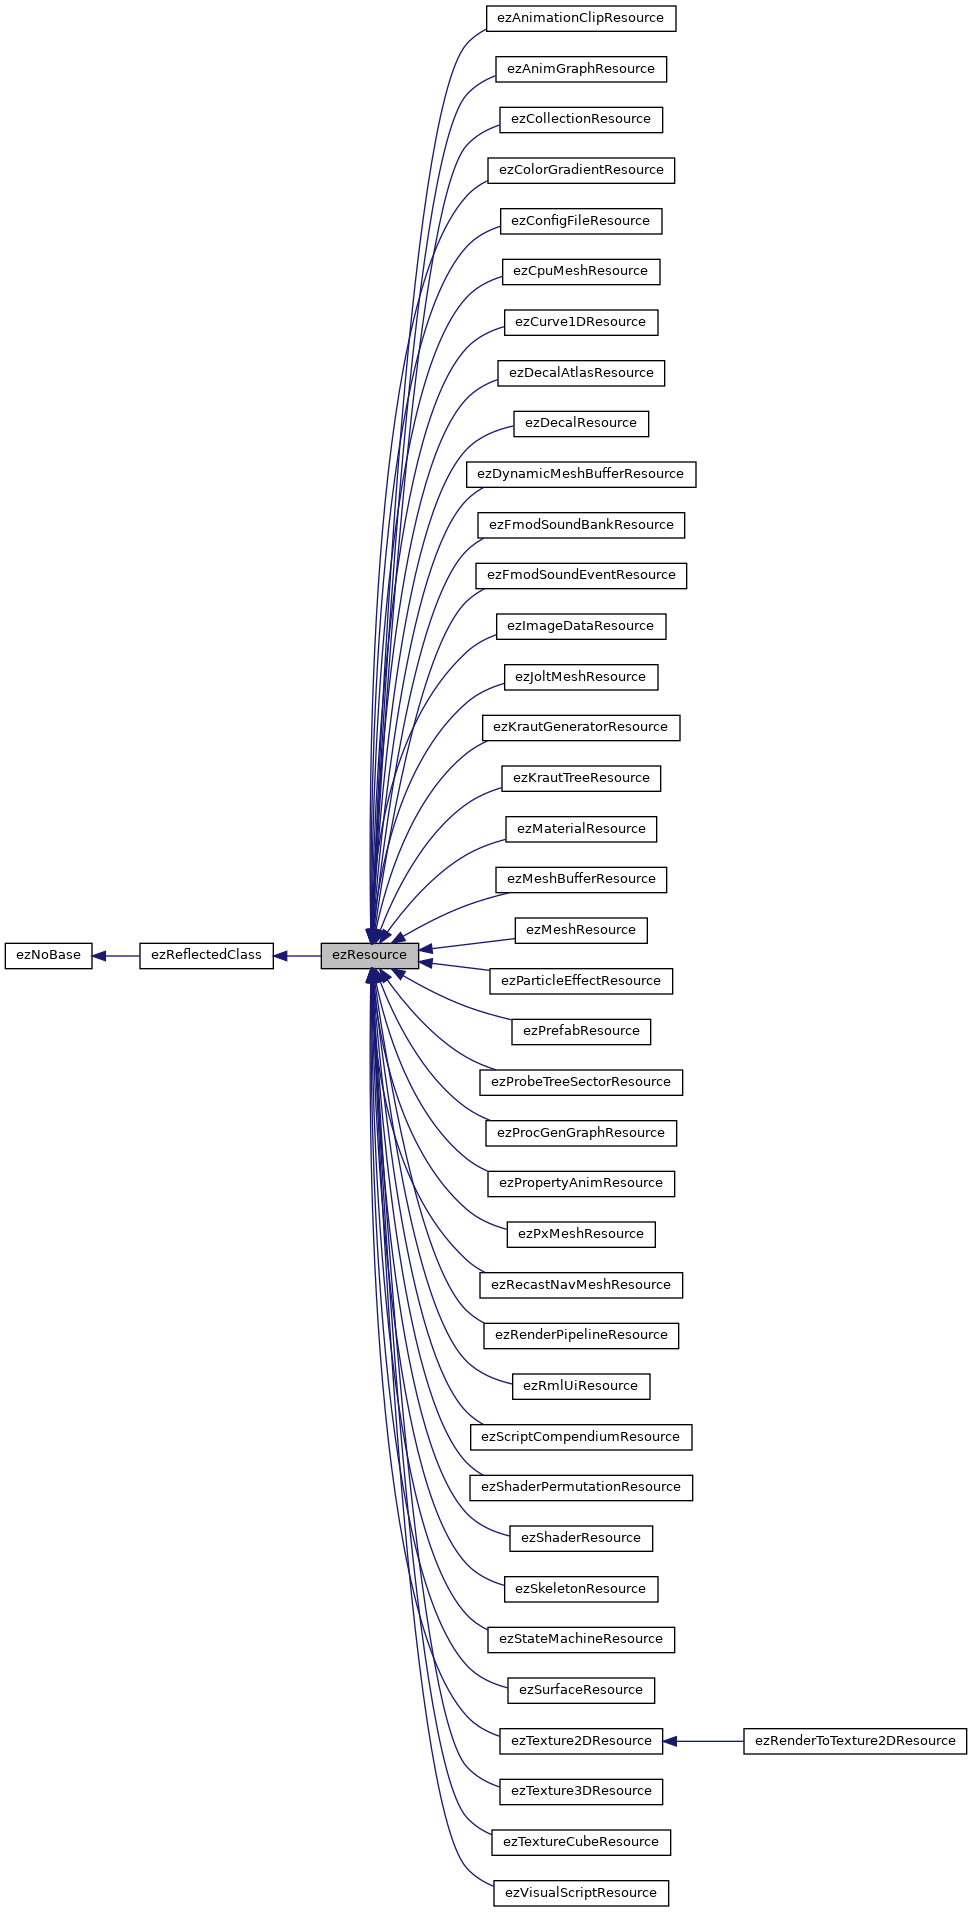 ezAnimationClipResource
ezAnimGraphResource
ezCollectionResource
ezColorGradientResource
ezConfigFileResource
ezCpuMeshResource
ezCurve1DResource
ezDecalAtlasResource
ezDecalResource
ezDynamicMeshBufferResource
ezFmodSoundBankResource
ezFmodSoundEventResource
ezImageDataResource
ezJoltMeshResource
ezKrautGeneratorResource
ezKrautTreeResource
ezMaterialResource
ezMeshBufferResource
ezMeshResource
ezNoBase
ezReflectedClass
ezResource
ezParticleEffectResource
ezPrefabResource
ezProbeTreeSectorResource
ezProcGenGraphResource
ezPropertyAnimResource
ezPxMeshResource
ezRecastNavMeshResource
ezRenderPipelineResource
ezRmlUiResource
ezScriptCompendiumResource
ezShaderPermutationResource
ezShaderResource
ezSkeletonResource
ezStateMachineResource
ezSurfaceResource
ezTexture2DResource
ezRenderToTexture2DResource
ezTexture3DResource
ezTextureCubeResource
ezVisualScriptResource